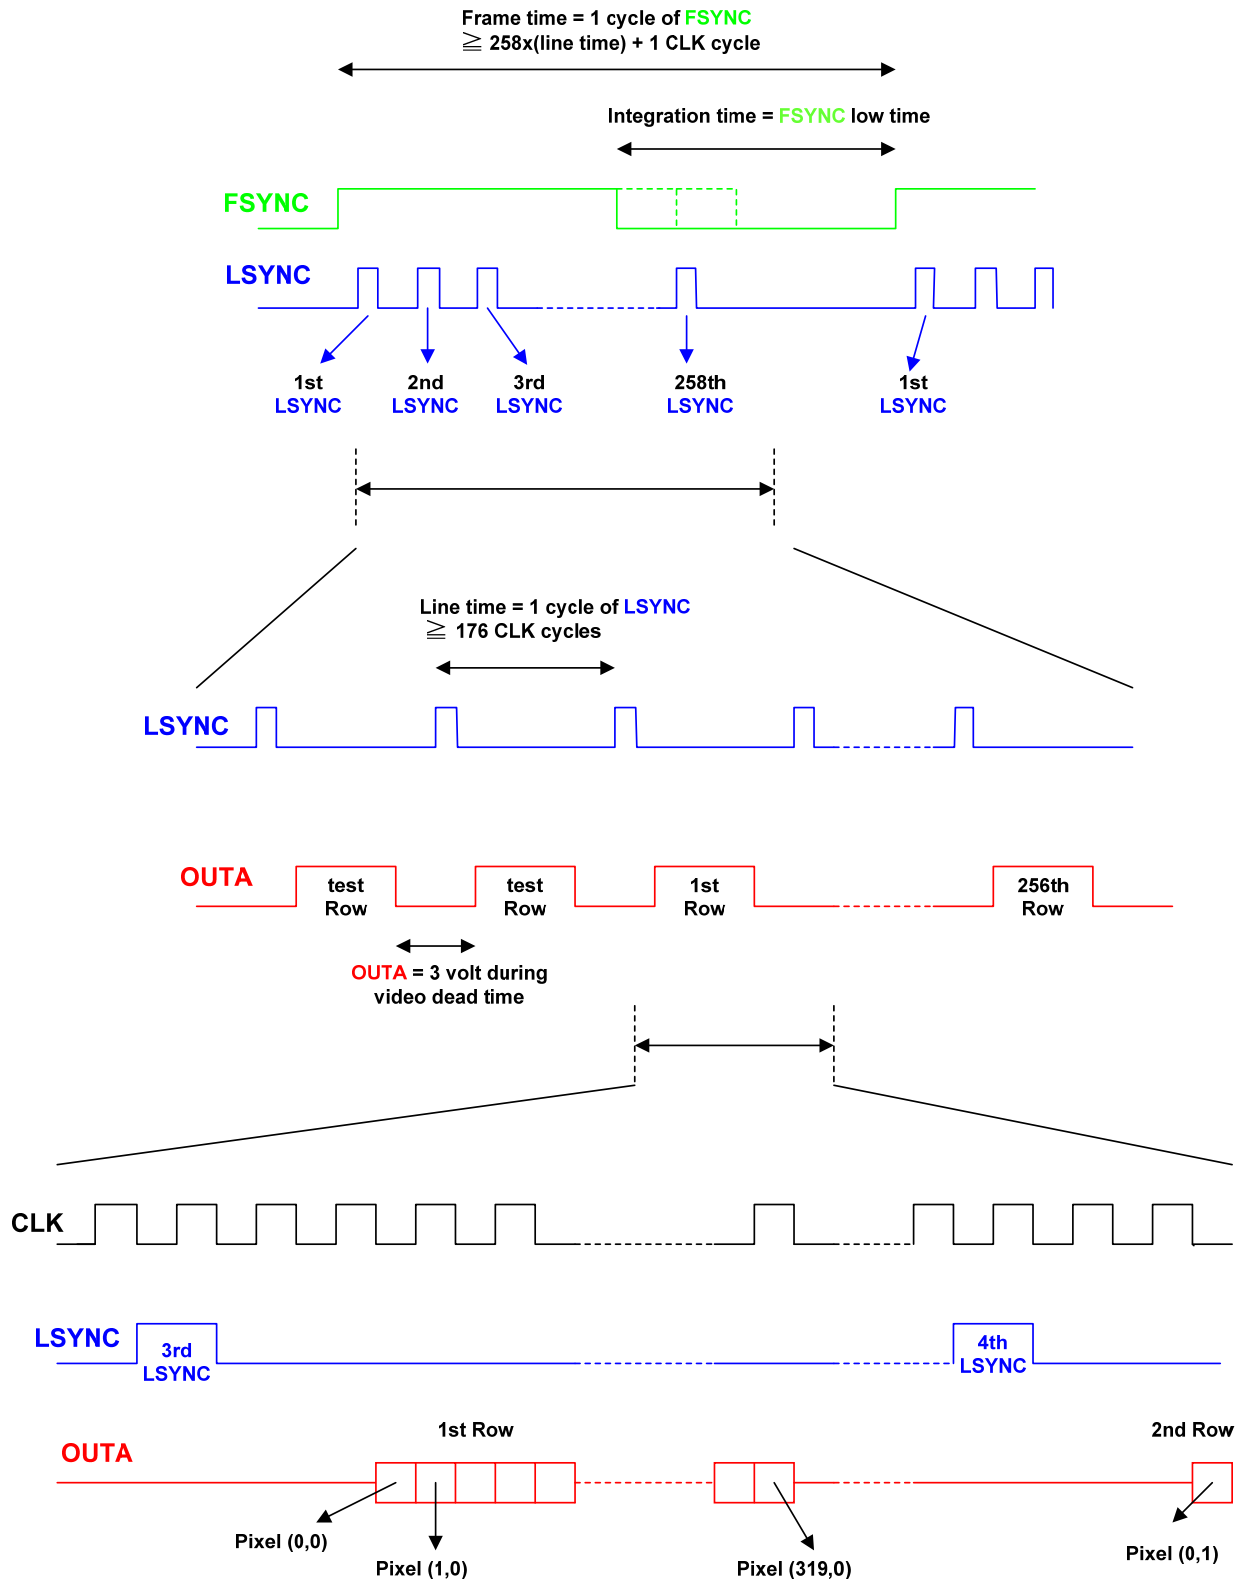 Frame time = 1 cycle of FSYNC
≧ 258x(line time) + 1 CLK cycle
Integration time = FSYNC low time
FSYNC
LSYNC
1st
LSYNC
2nd
LSYNC
3rd
LSYNC
258th
LSYNC
1st
LSYNC
Line time = 1 cycle of LSYNC
≧ 176 CLK cycles
LSYNC
OUTA
test
Row
test
Row
1st
Row
256th
Row
OUTA = 3 volt during
video dead time
CLK
LSYNC
3rd
LSYNC
4th
LSYNC
1st Row
2nd Row
OUTA
Pixel (0,0)
Pixel (1,0)
Pixel (319,0)
Pixel (0,1)